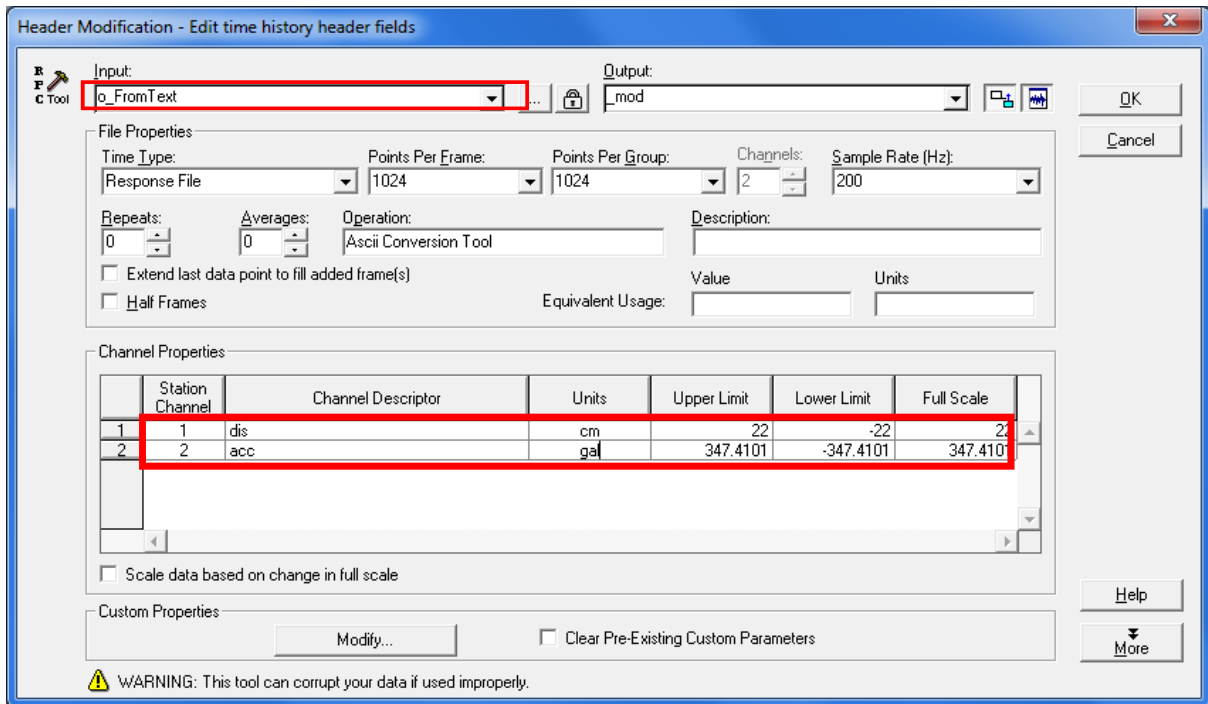 Header Modification - Edit time history header fields
X
R
P
C Tool
Input: Output:
o_FromText ... _mod OK
Cancel
File Properties
Time Type: Points Per Frame: Points Per Group: Channels: Sample Rate (Hz):
Response File 1024 1024 2 200
Repeats: Averages: Operation: Description:
0 0 Ascii Conversion Tool
Extend last data point to fill added frame(s) Value Units
Half Frames Equivalent Usage:
Channel Properties
Station Channel Channel Descriptor Units Upper Limit Lower Limit Full Scale
1 1 dis cm 22 -22 22
2 2 acc gal 347.4101 -347.4101 347.4101
Scale data based on change in full scale
Help
Custom Properties
Modify... Clear Pre-Existing Custom Parameters
More
WARNING: This tool can corrupt your data if used improperly.